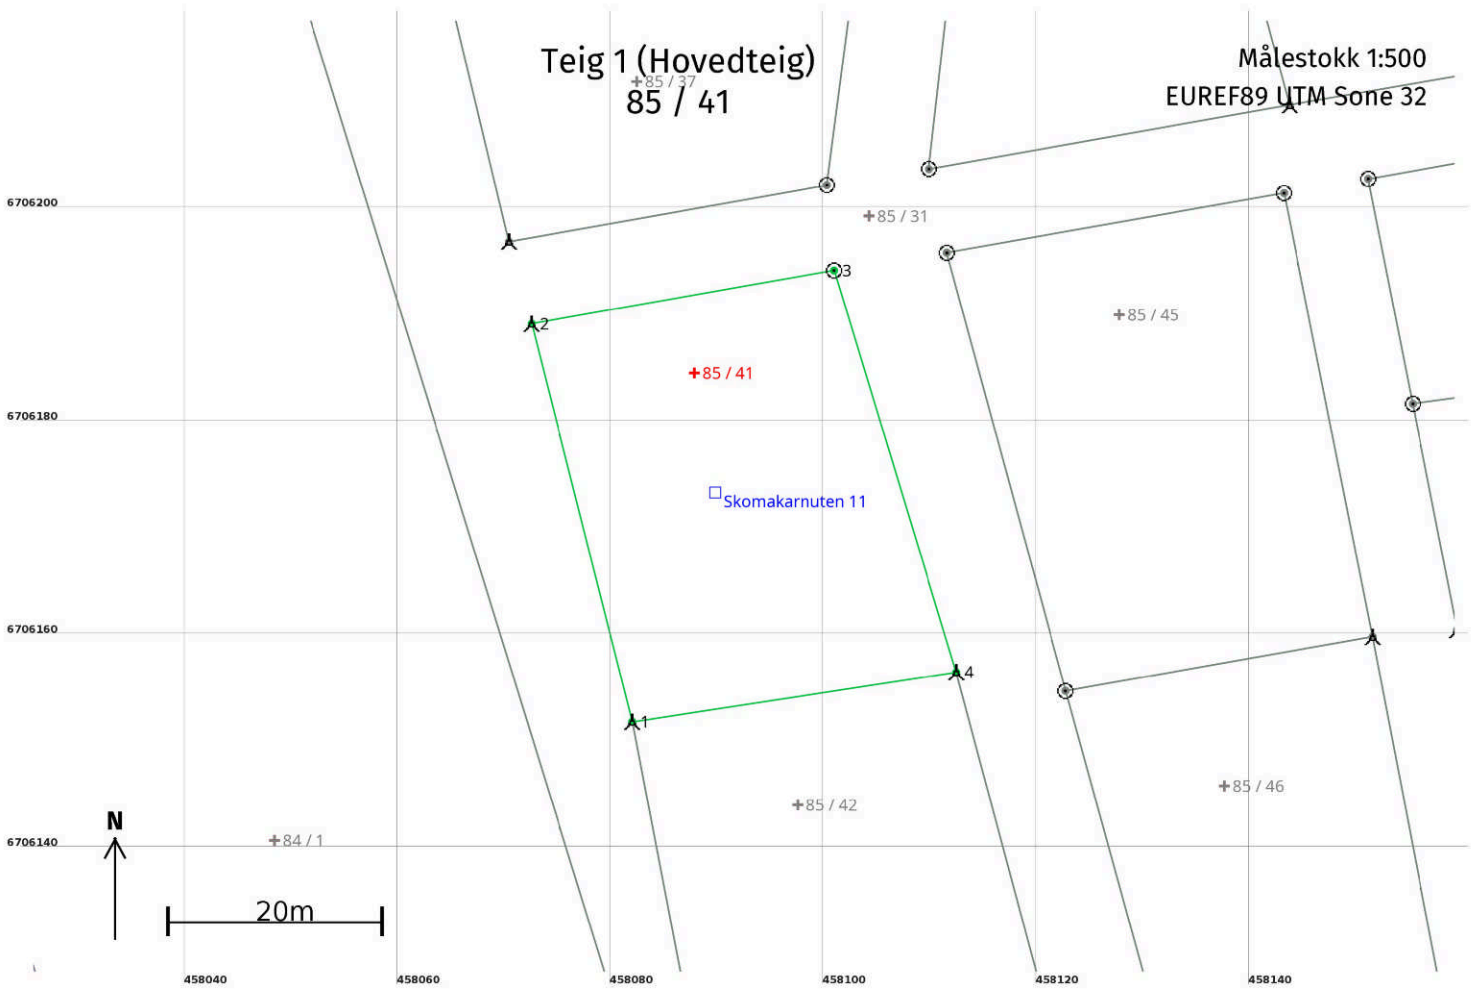 Teig 1 (Hovedteig)
85 / 41
Målestokk 1:500
EUREF89 UTM Sone 32
85 / 37
6706200
85 / 31
3
2
85 / 45
85 / 41
6706180
Skomakarnuten 11
6706160
4
1
85 / 42
85 / 46
N
6706140
84 / 1
20m
458040
458060
458080
458100
458120
458140